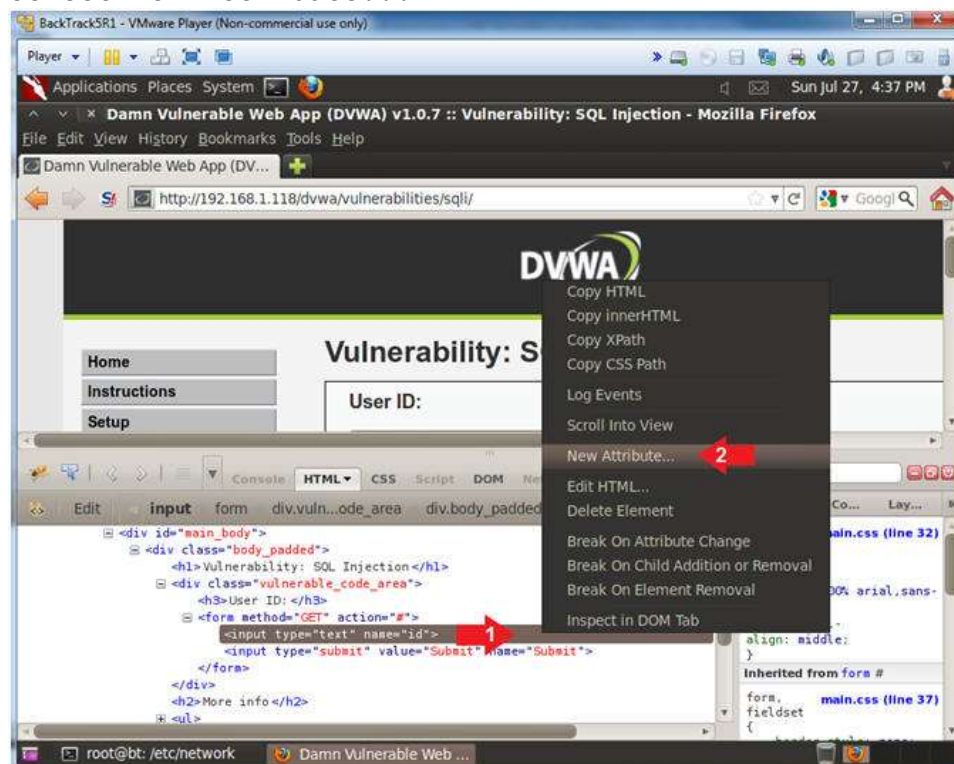 BackTrack5R1 - VMware Player (Non-commercial use only)
Player
Applications Places System
Sun Jul 27, 4:37 PM
Damn Vulnerable Web App (DVWA) v1.0.7 :: Vulnerability: SQL Injection - Mozilla Firefox
File Edit View History Bookmarks Tools Help
Damn Vulnerable Web App (DV...
http://192.168.1.118/dvwa/vulnerabilities/sqli/
Googl
DVWA
Home
Instructions
Setup
Vulnerability: S
User ID:
Copy HTML
Copy innerHTML
Copy XPath
Copy CSS Path
Log Events
Scroll Into View
New Attribute...
2
Edit HTML...
Delete Element
Break On Attribute Change
Break On Child Addition or Removal
Break On Element Removal
Inspect in DOM Tab
Console HTML CSS Script DOM Ne
Edit input form div.vuln...ode_area div.body_padded
Co... Lay...
<div id="main_body">
<div class="body_padded">
<h1>Vulnerability: SQL Injection</h1>
<div class="vulnerable_code_area">
<h3>User ID:</h3>
<form method="GET" action="#">
<input type="text" name="id">
1
<input type="submit" value="Submit" name="Submit">
</form>
</div>
<h2>More info</h2>
<ul>
main.css (line 32)
00% arial,sans-
align: middle;
}
Inherited from form #
form, main.css (line 37)
fieldset
{
root@bt: /etc/network
Damn Vulnerable Web ...